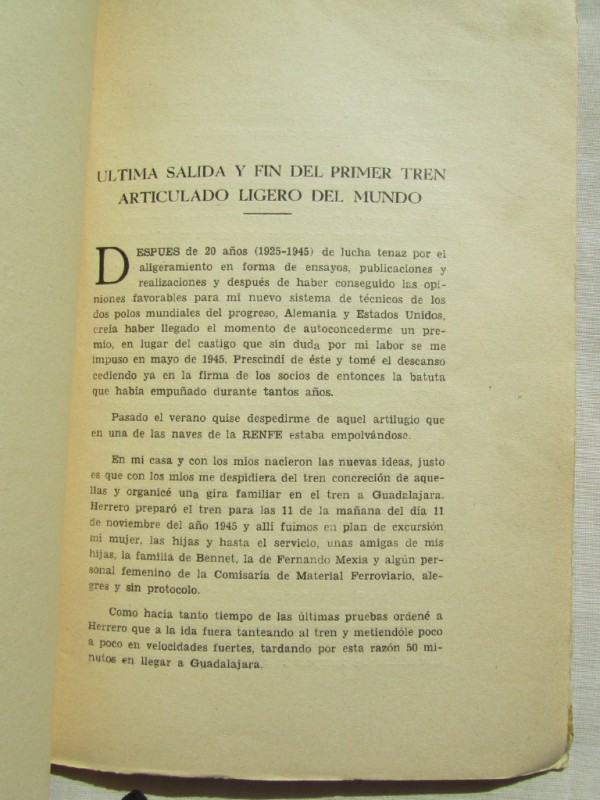 ULTIMA SALIDA Y FIN DEL PRIMER TREN
ARTICULADO LIGERO DEL MUNDO
DESPUES de 20 años (1925-1945) de lucha tenaz por el
aligeramiento en forma de ensayos, publicaciones y
realizaciones y después de haber conseguido las opi-
niones favorables para mi nuevo sistema de técnicos de los
dos polos mundiales del progreso, Alemania y Estados Unidos,
creía haber llegado el momento de autoconcederme un pre-
mio, en lugar del castigo que sin duda por mi labor se me
impuso en mayo de 1945. Prescindí de éste y tomé el descanso
cediendo ya en la firma de los socios de entonces la batuta
que había empuñado durante tantos años.
Pasado el verano quise despedirme de aquel artilugio que
en una de las naves de la RENFE estaba empolvándose.
En mi casa y con los mios nacieron las nuevas ideas, justo
es que con los mios me despidiera del tren concreción de aque-
llas y organicé una gira familiar en el tren a Guadalajara.
Herrero preparó el tren para las 11 de la mañana del día 11
de noviembre del año 1945 y allí fuimos en plan de excursión
mi mujer, las hijas y hasta el servicio, unas amigas de mis
hijas, la familia de Bennet, la de Fernando Mexia y algún per-
sonal femenino de la Comisaría de Material Ferroviario, ale-
gres y sin protocolo.
Como hacía tanto tiempo de las últimas pruebas ordené a
Herrero que a la ida fuera tanteando al tren y metiendóle poco
a poco en velocidades fuertes, tardando por esta razón 50 mi-
nutos en llegar a Guadalajara.